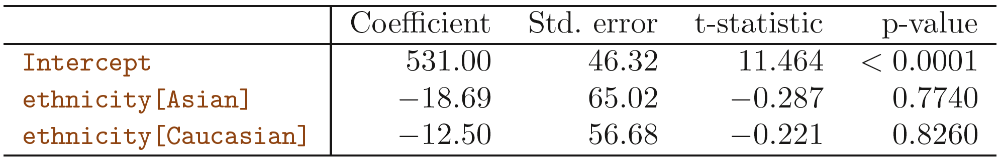 Coefficient Std. error t-statistic p-value
Intercept 531.00 46.32 11.464 < 0.0001
ethnicity[Asian] −18.69 65.02 −0.287 0.7740
ethnicity[Caucasian] −12.50 56.68 −0.221 0.8260